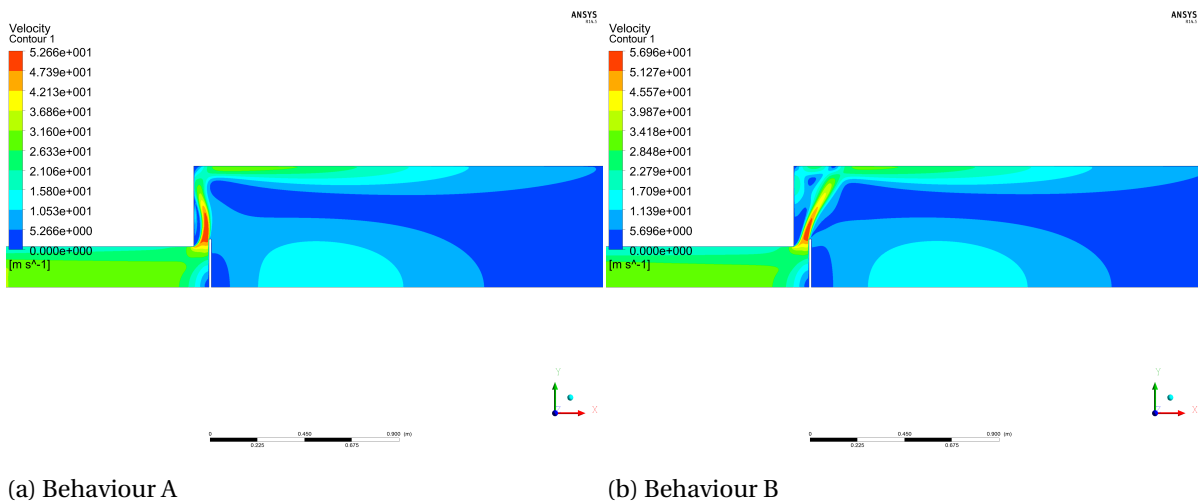 ANSYS
R14.5
Velocity
Contour 1
5.266e+001
4.739e+001
4.213e+001
3.686e+001
3.160e+001
2.633e+001
2.106e+001
1.580e+001
1.053e+001
5.266e+000
0.000e+000
[m s^-1]
Y
X
0 0.450 0.900 (m)
0.225 0.675
(a) Behaviour A
ANSYS
R14.5
Velocity
Contour 1
5.696e+001
5.127e+001
4.557e+001
3.987e+001
3.418e+001
2.848e+001
2.279e+001
1.709e+001
1.139e+001
5.696e+000
0.000e+000
[m s^-1]
Y
X
0 0.450 0.900 (m)
0.225 0.675
(b) Behaviour B